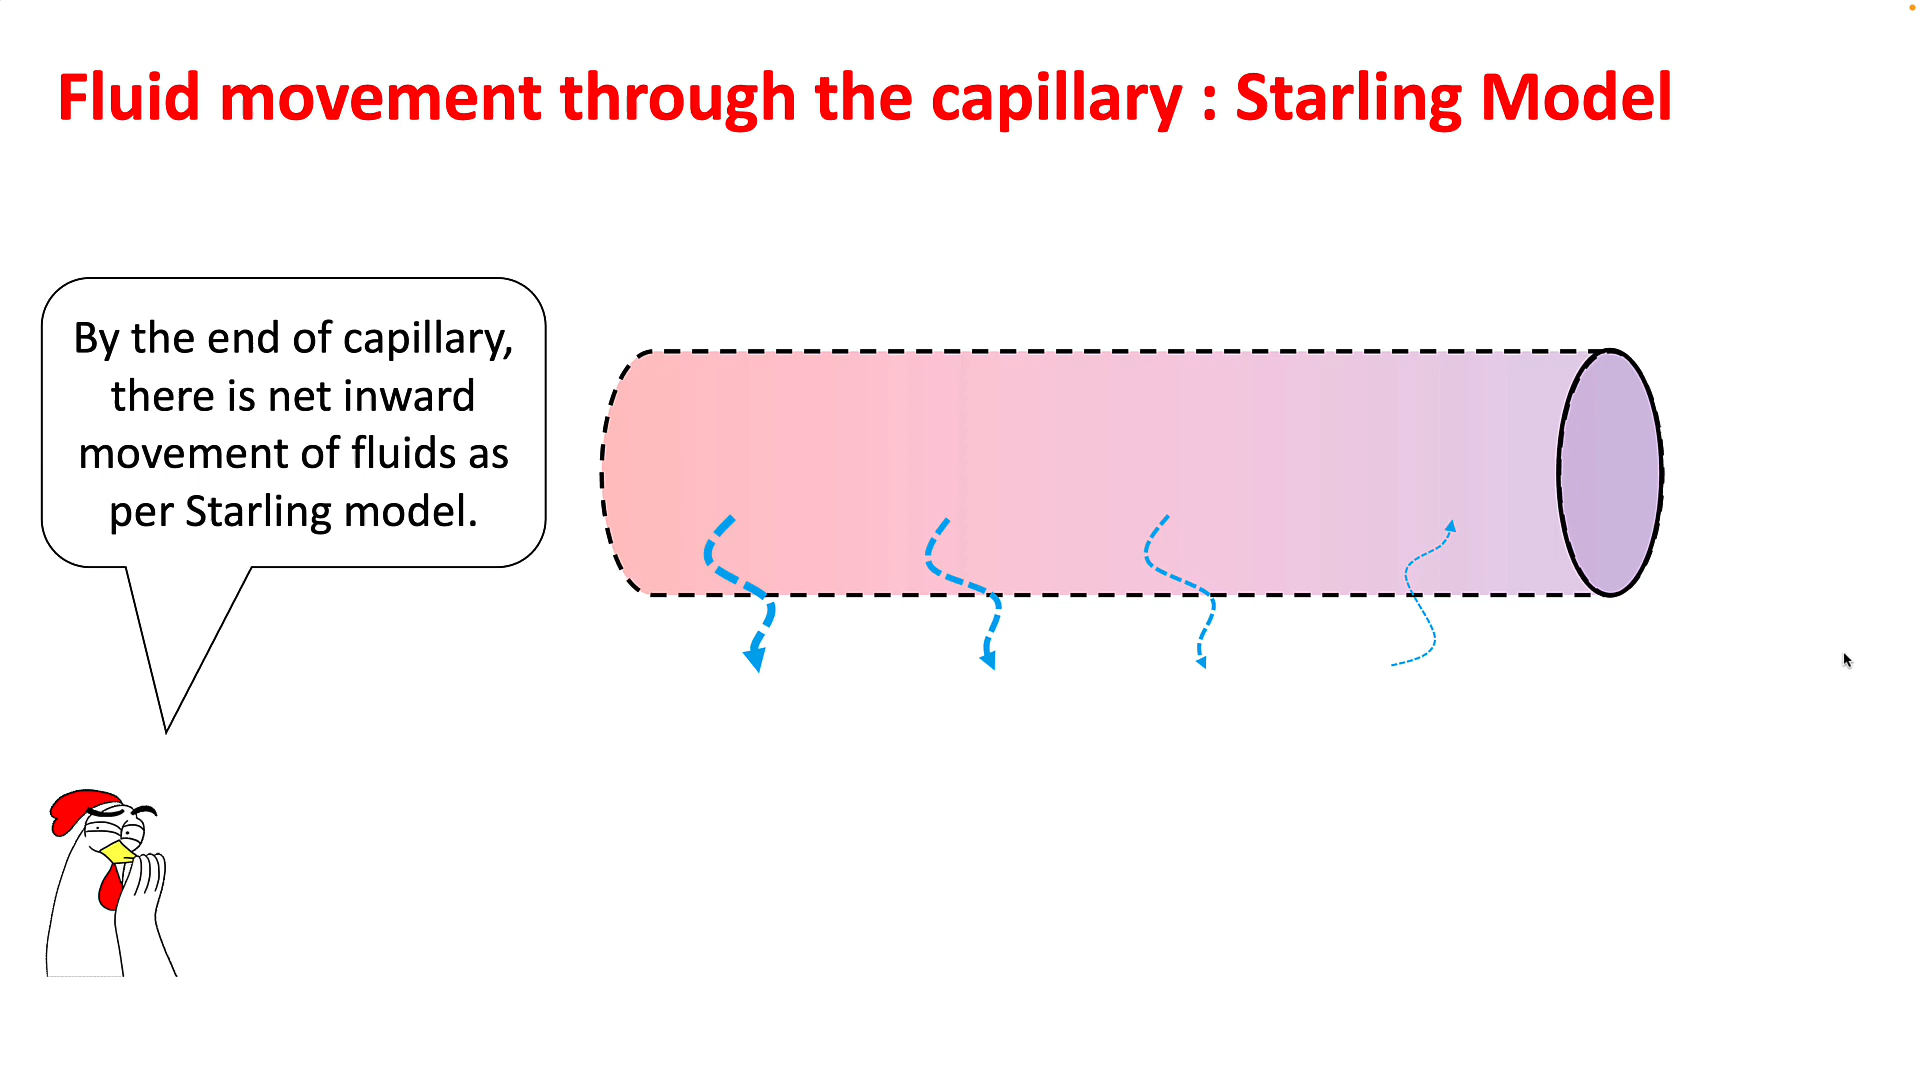 Fluid movement through the capillary : Starling Model
By the end of capillary,
there is net inward
movement of fluids as
per Starling model.